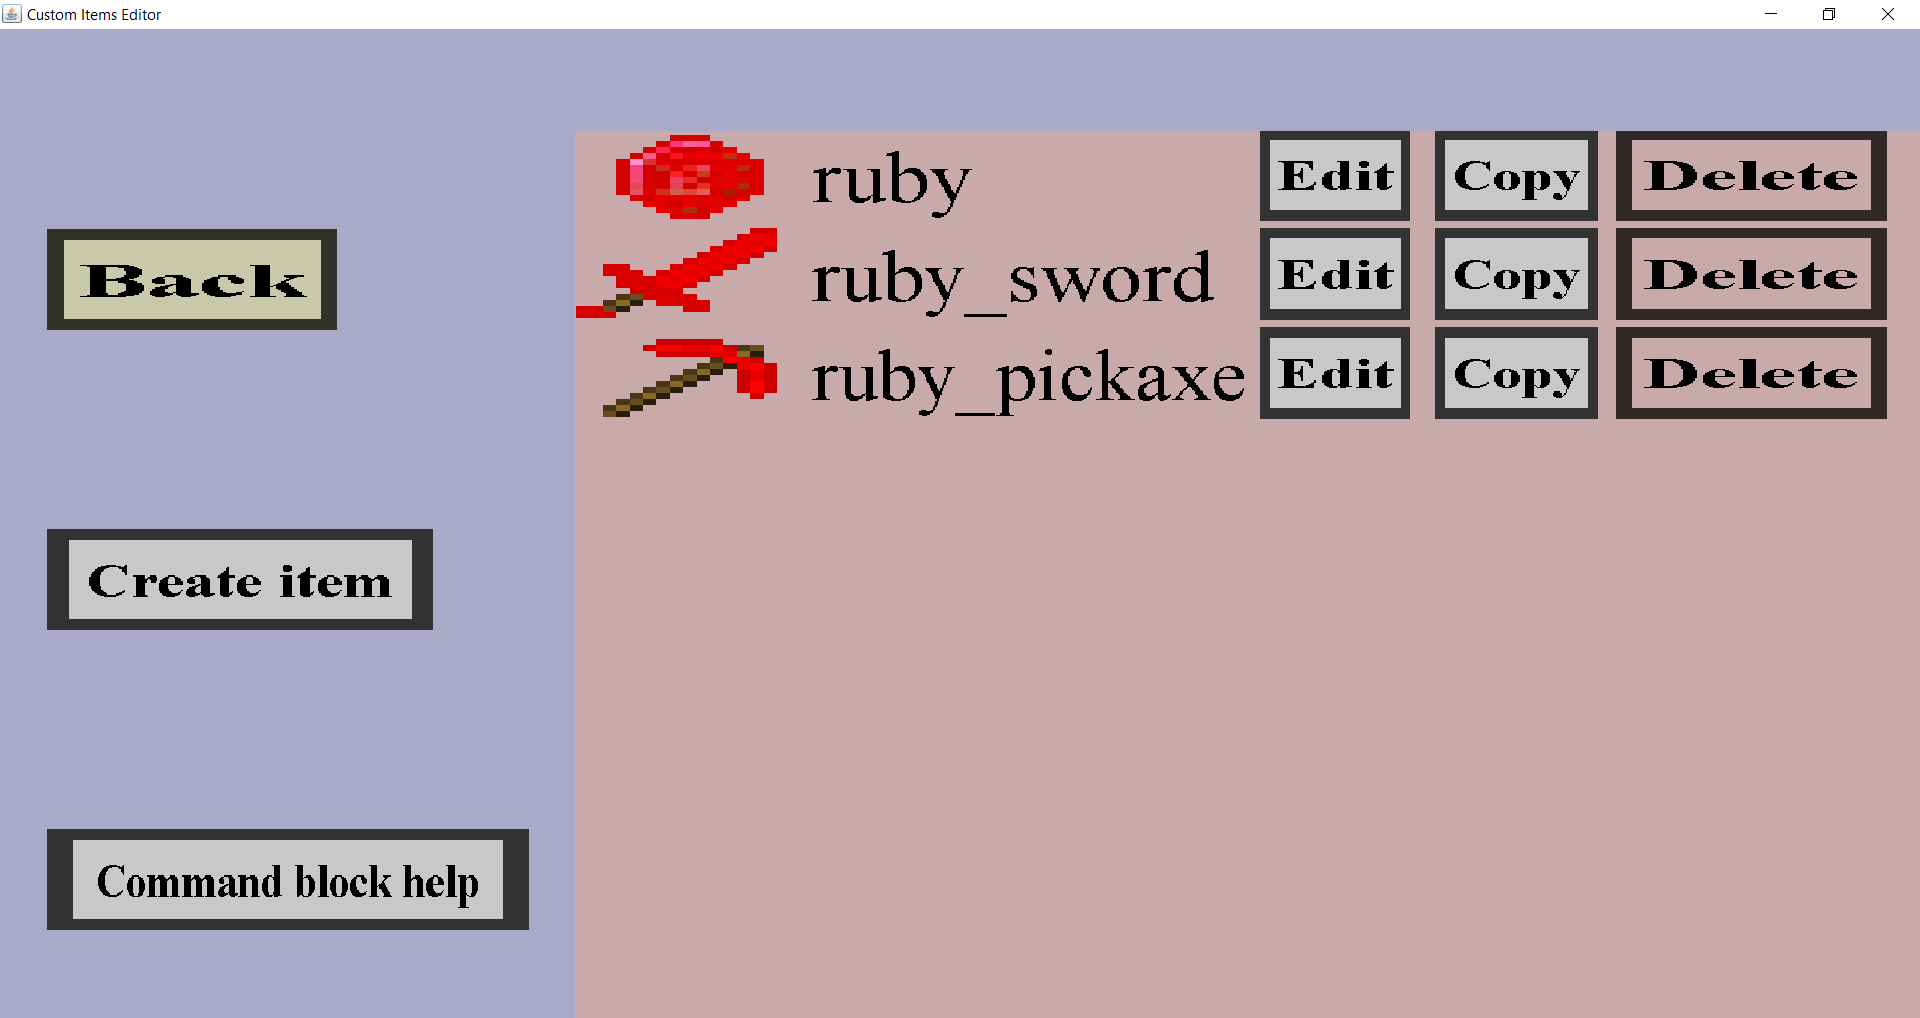 Custom Items Editor
ruby Edit Copy Delete
Back
ruby_sword Edit Copy Delete
ruby_pickaxe Edit Copy Delete
Create item
Command block help